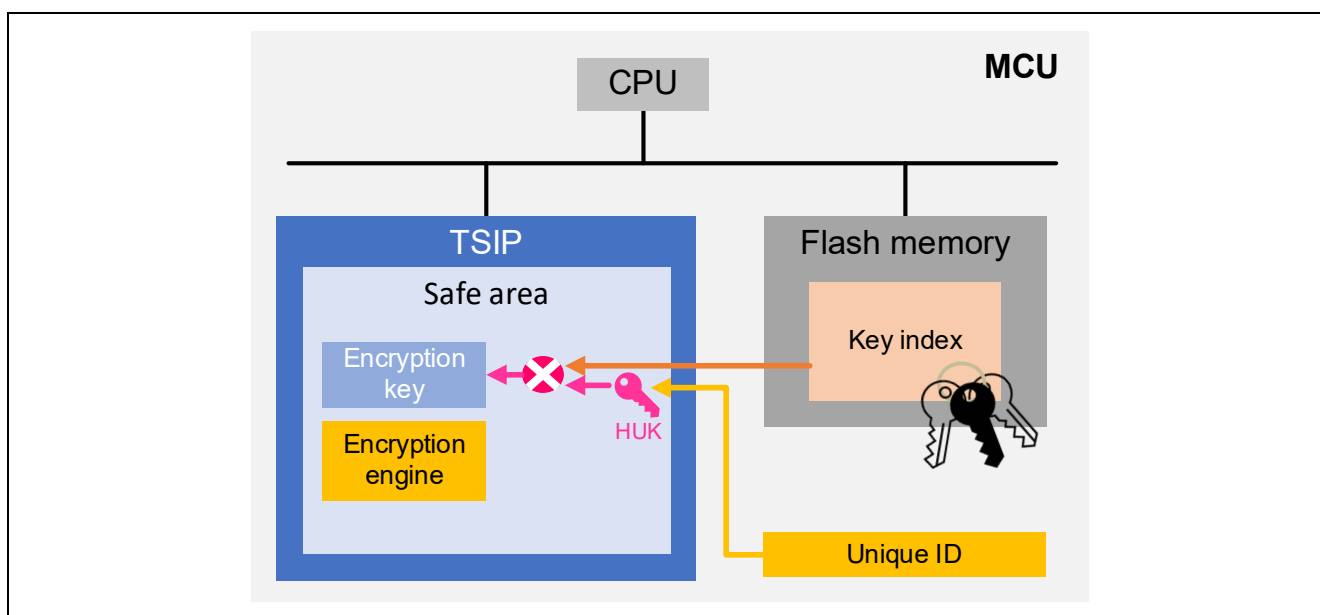 MCU
CPU
TSIP
Flash memory
Safe area
Key index
Encryption
key
HUK
Encryption
engine
Unique ID